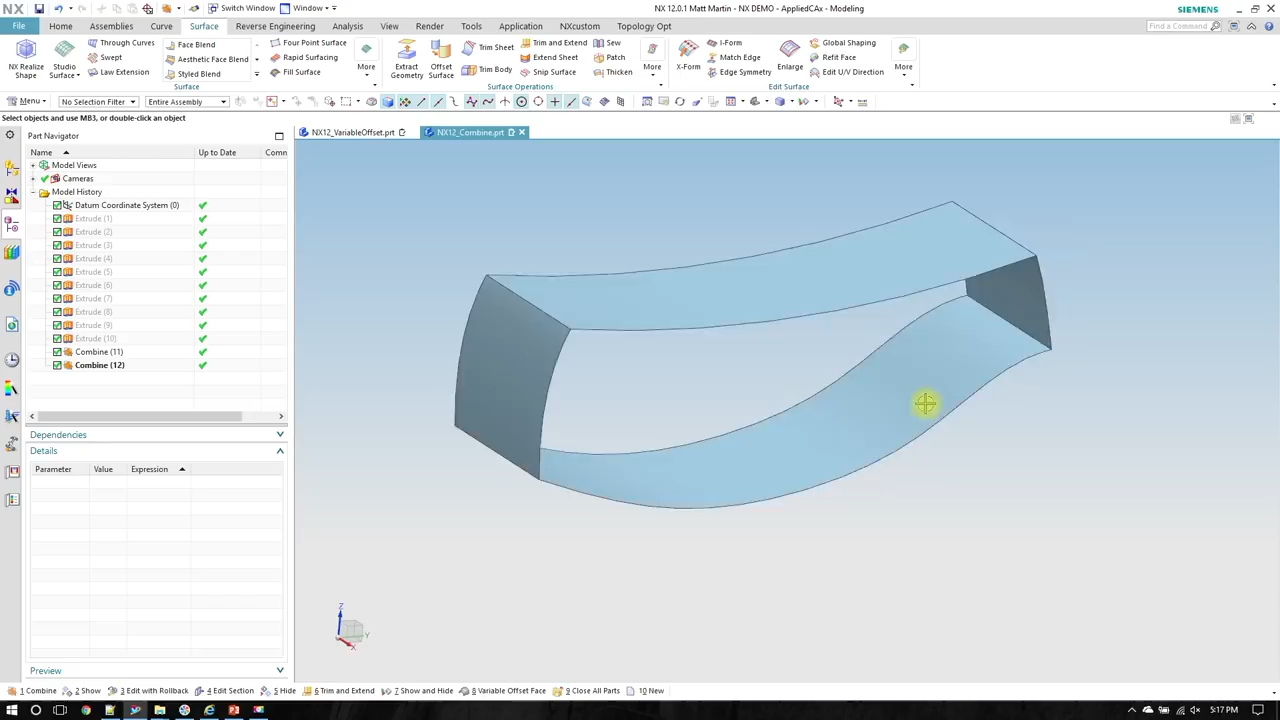 NX
Switch Window
Window
NX 12.0.1 Matt Martin - NX DEMO - AppliedCAx - Modeling
SIEMENS
File
Home
Assemblies
Curve
Surface
Reverse Engineering
Analysis
View
Render
Tools
Application
NXcustom
Topology Opt
Find a Command
NX Realize Shape
Studio Surface
Through Curves
Swept
Law Extension
Face Blend
Aesthetic Face Blend
Styled Blend
Four Point Surface
Rapid Surfacing
Fill Surface
More
Surface
Extract Geometry
Offset Surface
Trim Sheet
Trim Body
Trim and Extend
Extend Sheet
Snip Surface
Sew
Patch
Thicken
More
Surface Operations
X-Form
I-Form
Match Edge
Edge Symmetry
Enlarge
Global Shaping
Refit Face
Edit U/V Direction
More
Edit Surface
Menu
No Selection Filter
Entire Assembly
Select objects and use MB3, or double-click an object
Part Navigator
NX12_VariableOffset.prt
NX12_Combine.prt
Name
Up to Date
Comn
Model Views
Cameras
Model History
Datum Coordinate System (0)
Extrude (1)
Extrude (2)
Extrude (3)
Extrude (4)
Extrude (5)
Extrude (6)
Extrude (7)
Extrude (8)
Extrude (9)
Extrude (10)
Combine (11)
Combine (12)
Dependencies
Details
Parameter
Value
Expression
Preview
Z
Y
X
1 Combine
2 Show
3 Edit with Rollback
4 Edit Section
5 Hide
6 Trim and Extend
7 Show and Hide
8 Variable Offset Face
9 Close All Parts
10 New
5:17 PM